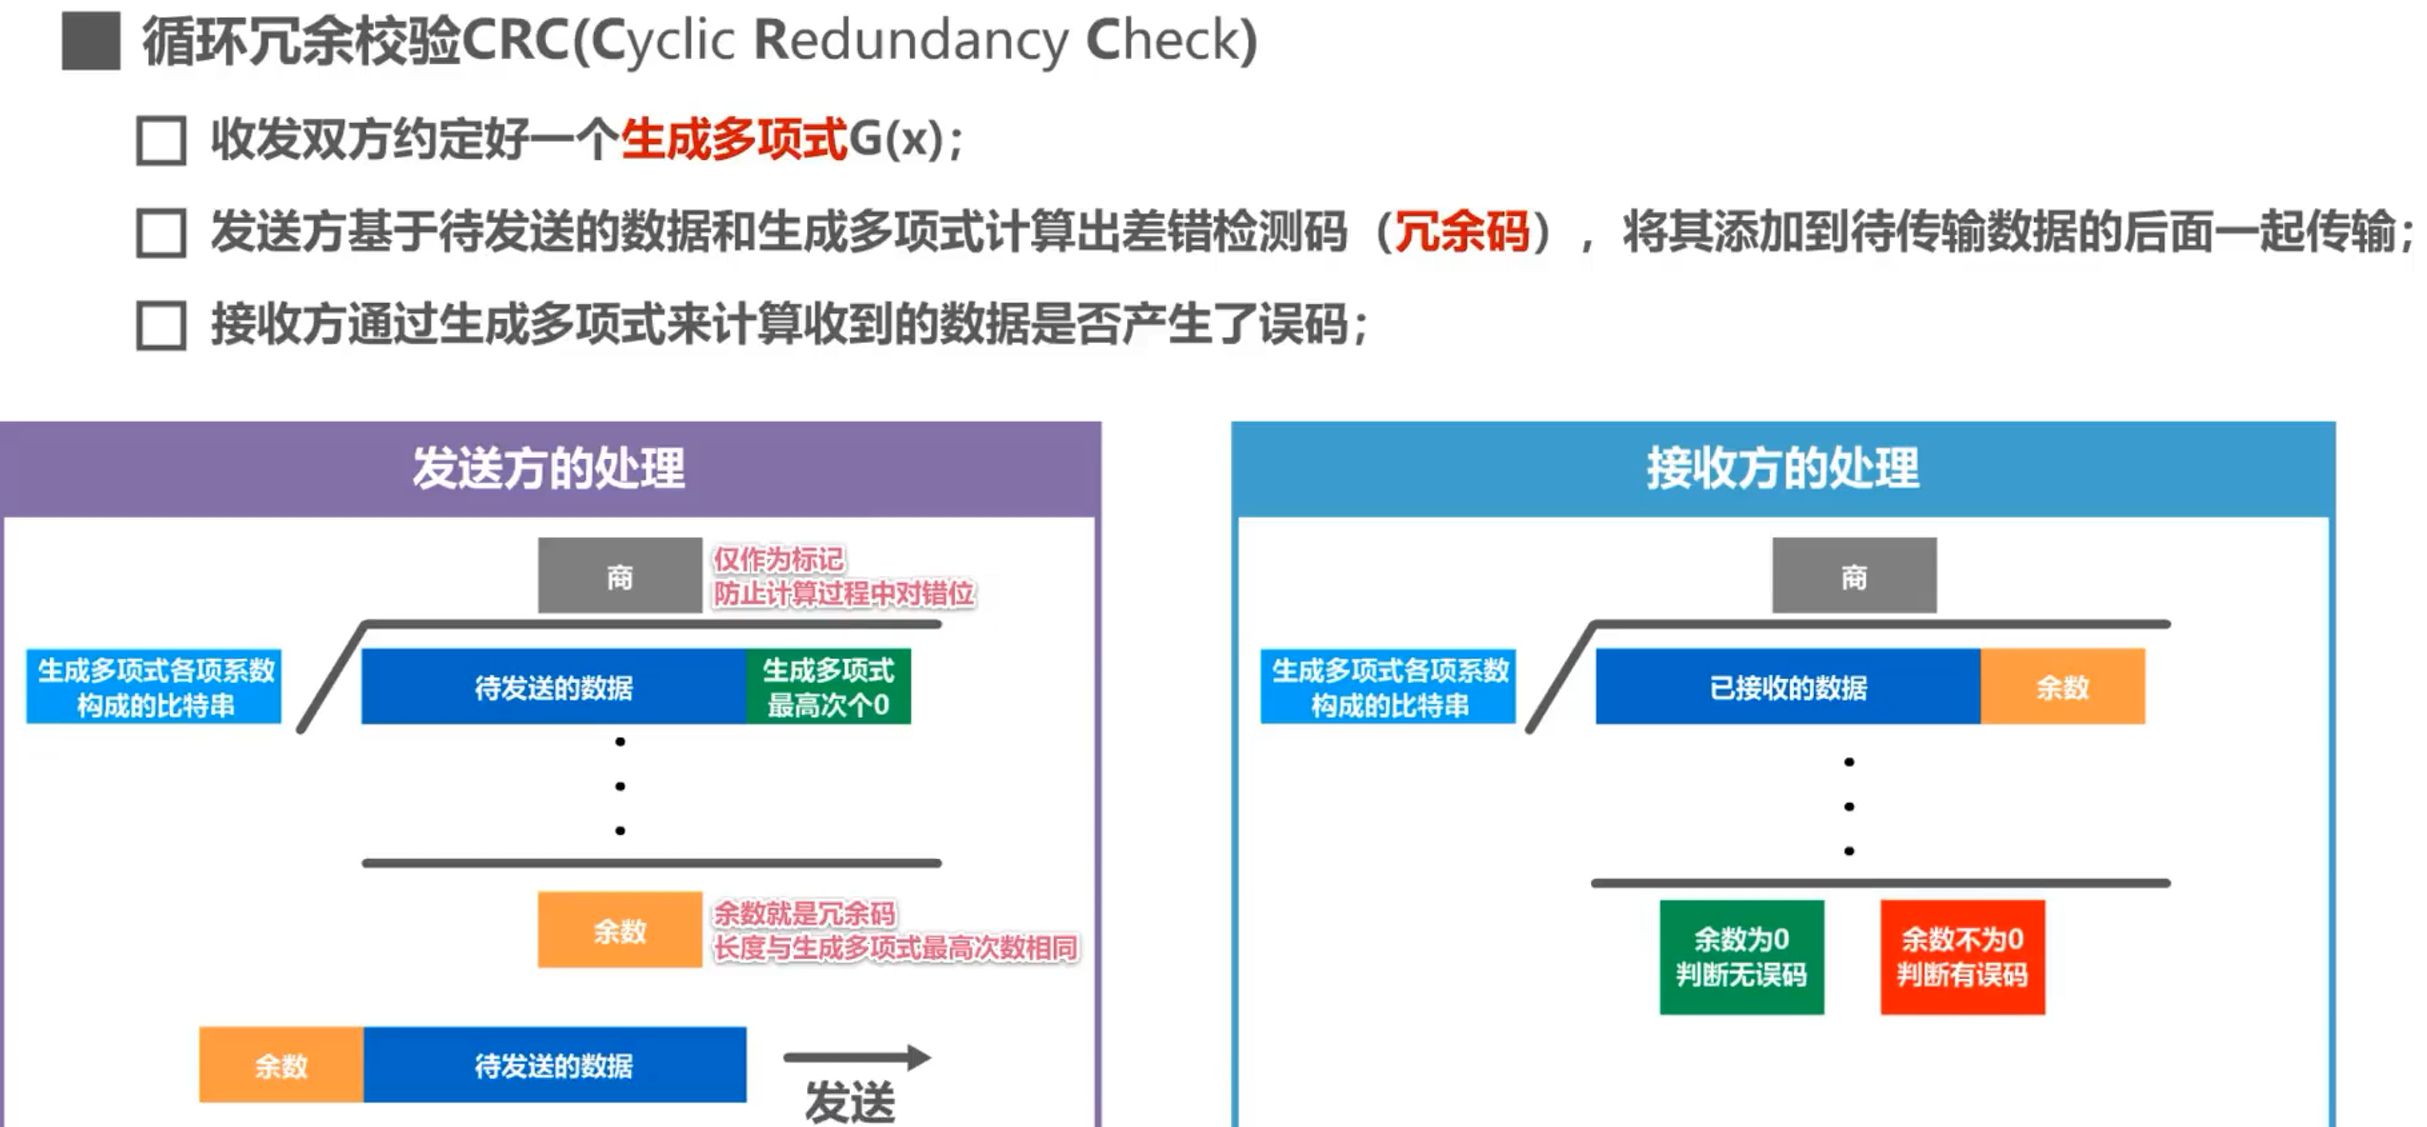 循环冗余校验CRC(Cyclic Redundancy Check)
收发双方约定好一个生成多项式G(x)；
发送方基于待发送的数据和生成多项式计算出差错检测码（冗余码），将其添加到待传输数据的后面一起传输；
接收方通过生成多项式来计算收到的数据是否产生了误码；
发送方的处理
商
仅作为标记
防止计算过程中对错位
生成多项式各项系数
构成的比特串
待发送的数据
生成多项式
最高次个0
余数
余数就是冗余码
长度与生成多项式最高次数相同
余数
待发送的数据
发送
接收方的处理
商
生成多项式各项系数
构成的比特串
已接收的数据
余数
余数为0
判断无误码
余数不为0
判断有误码